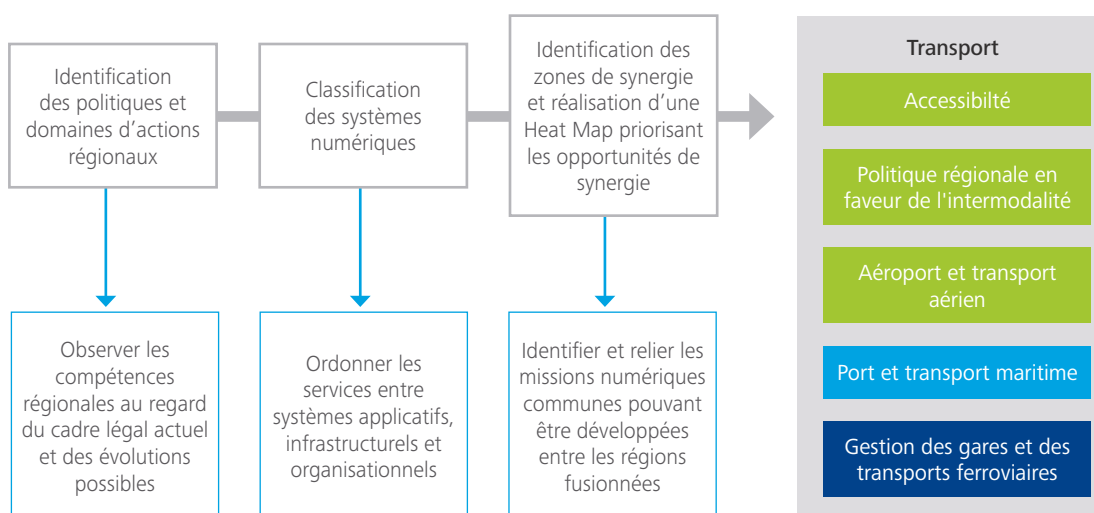 Identification
des politiques et
domaines d'actions
régionaux
Classification
des systèmes
numériques
Identification des
zones de synergie
et réalisation d'une
Heat Map priorisant
les opportunités de
synergie
Observer les
compétences
régionales au regard
du cadre légal actuel
et des évolutions
possibles
Ordonner les
services entre
systèmes applicatifs,
infrastructurels et
organisationnels
Identifier et relier les
missions numériques
communes pouvant
être développées
entre les régions
fusionnées
Transport
Accessibilté
Politique régionale en
faveur de l'intermodalité
Aéroport et transport
aérien
Port et transport maritime
Gestion des gares et des
transports ferroviaires